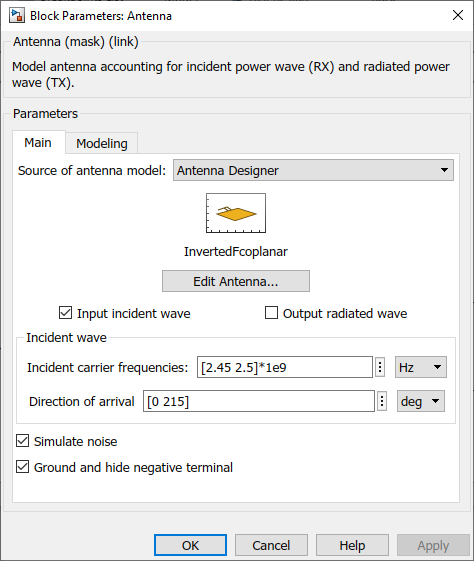 Block Parameters: Antenna
Antenna (mask) (link)
Model antenna accounting for incident power wave (RX) and radiated power
wave (TX).
Parameters
Main Modeling
Source of antenna model: Antenna Designer
InvertedFcoplanar
Edit Antenna...
Input incident wave Output radiated wave
Incident wave
Incident carrier frequencies: [2.45 2.5]*1e9 Hz
Direction of arrival [0 215] deg
Simulate noise
Ground and hide negative terminal
OK Cancel Help Apply